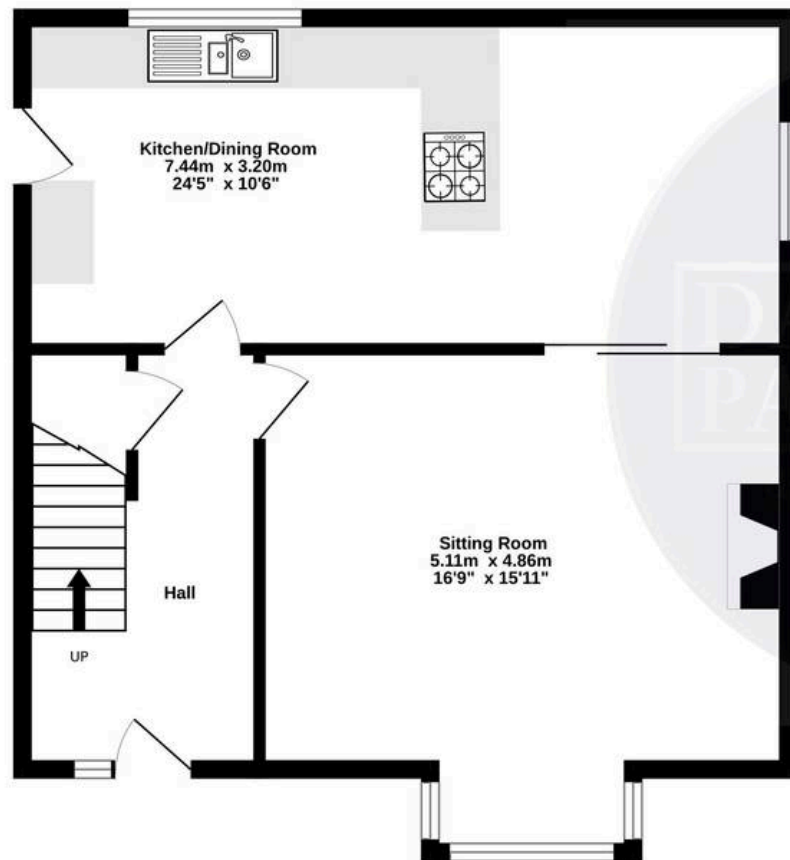 Kitchen/Dining Room
7.44m x 3.20m
24'5" x 10'6"
Sitting Room
5.11m x 4.86m
16'9" x 15'11"
Hall
UP